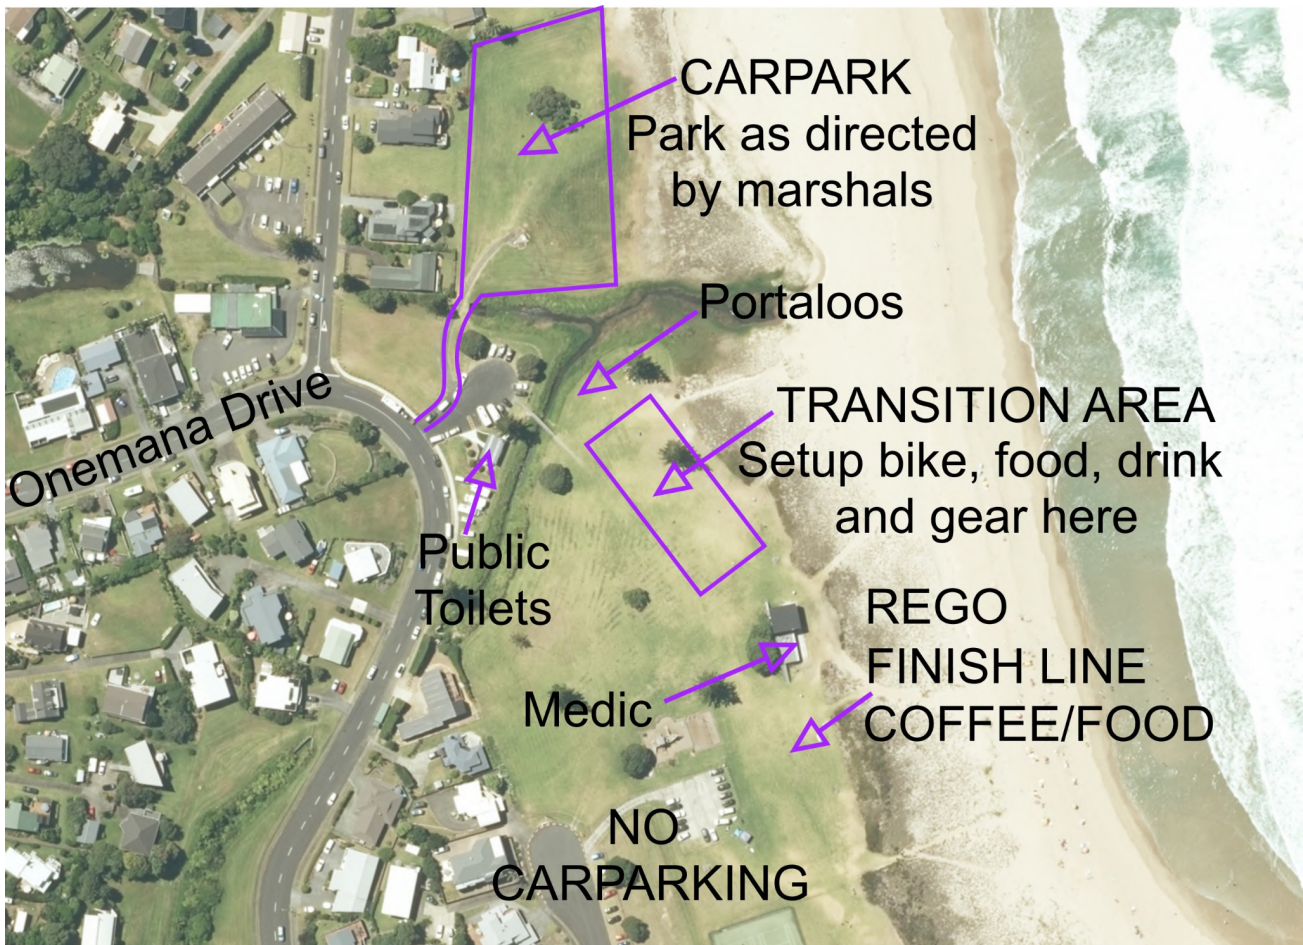 CARPARK
Park as directed
by marshals
Portaloos
Onemana Drive
TRANSITION AREA
Setup bike, food, drink
and gear here
Public
Toilets
REGO
FINISH LINE
COFFEE/FOOD
Medic
NO
CARPARKING